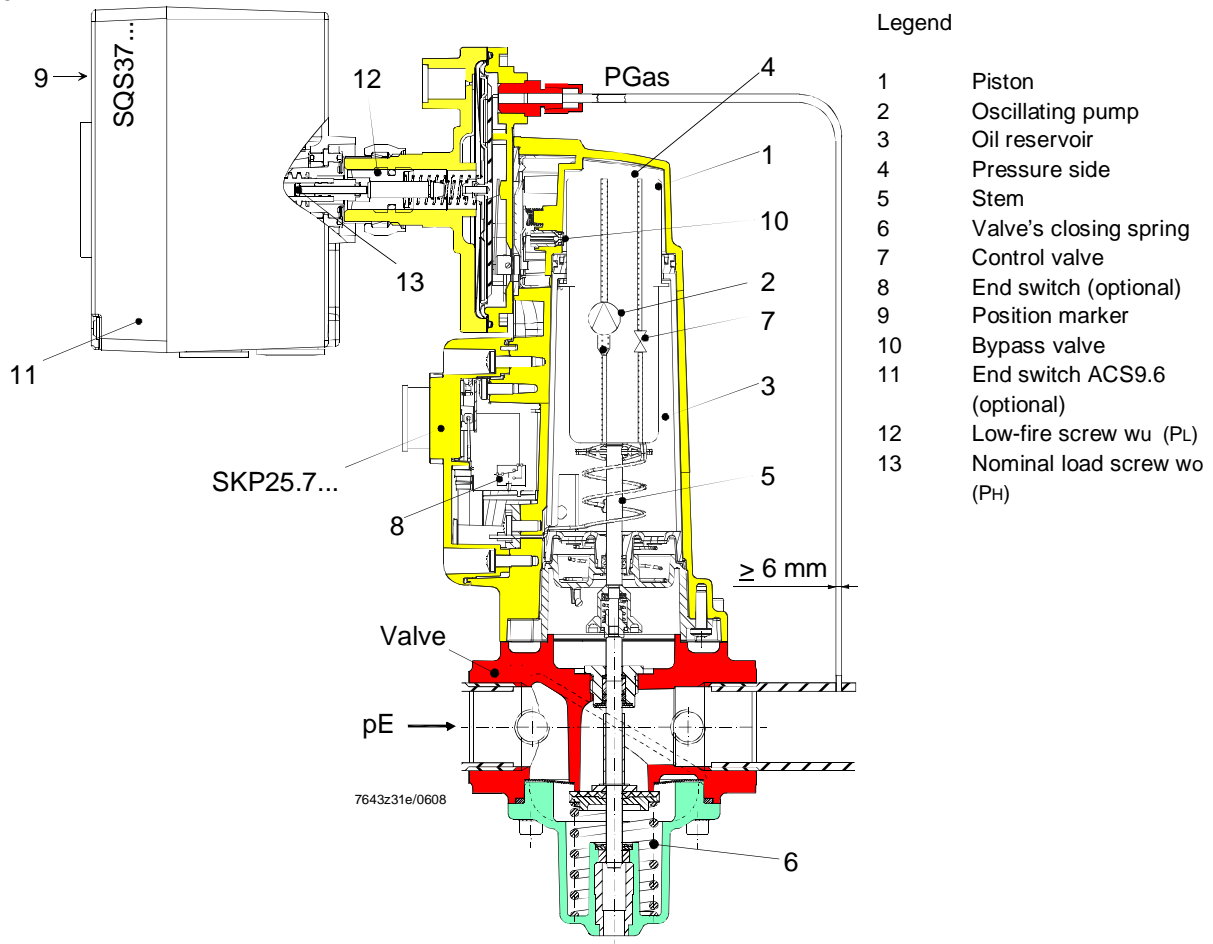 SQS37...
9
12
PGas
4
1
10
13
2
7
11
3
SKP25.7...
8
5
≥ 6 mm
Valve
pE
7643z31e/0608
6
Legend
1 Piston
2 Oscillating pump
3 Oil reservoir
4 Pressure side
5 Stem
6 Valve’s closing spring
7 Control valve
8 End switch (optional)
9 Position marker
10 Bypass valve
11 End switch ACS9.6
(optional)
12 Low-fire screw wu (PL)
13 Nominal load screw wo
(PH)